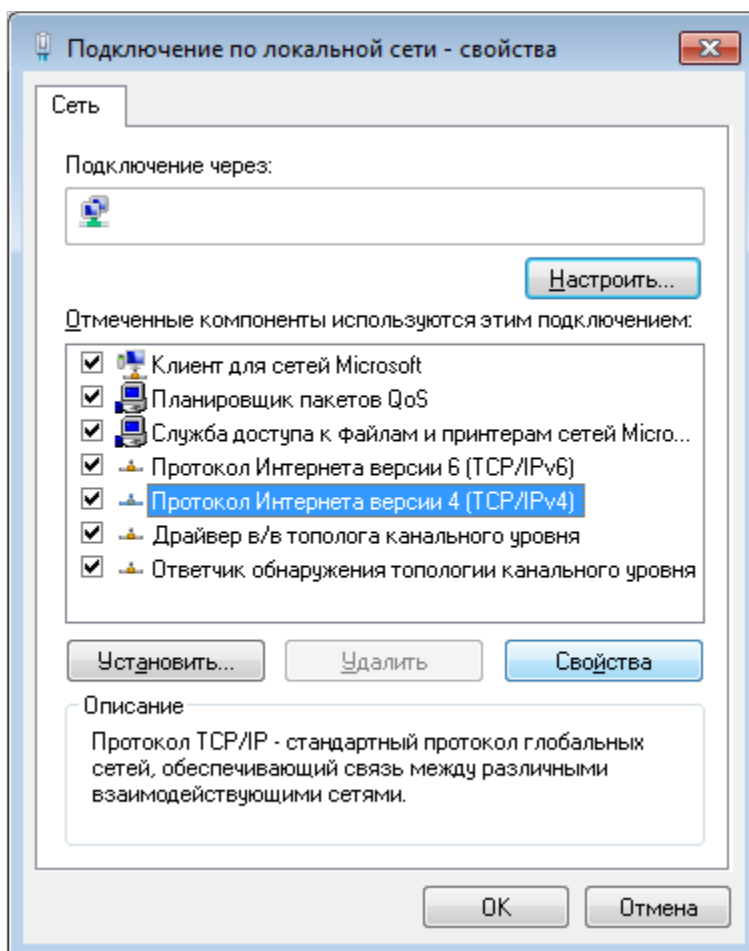 Подключение по локальной сети - свойства
Сеть
Подключение через:
Настроить...
Отмеченные компоненты используются этим подключением:
Клиент для сетей Microsoft
Планировщик пакетов QoS
Служба доступа к файлам и принтерам сетей Micro...
Протокол Интернета версии 6 (TCP/IPv6)
Протокол Интернета версии 4 (TCP/IPv4)
Драйвер в/в тополога канального уровня
Ответчик обнаружения топологии канального уровня
Установить... Удалить Свойства
Описание
Протокол TCP/IP - стандартный протокол глобальных
сетей, обеспечивающий связь между различными
взаимодействующими сетями.
OK Отмена